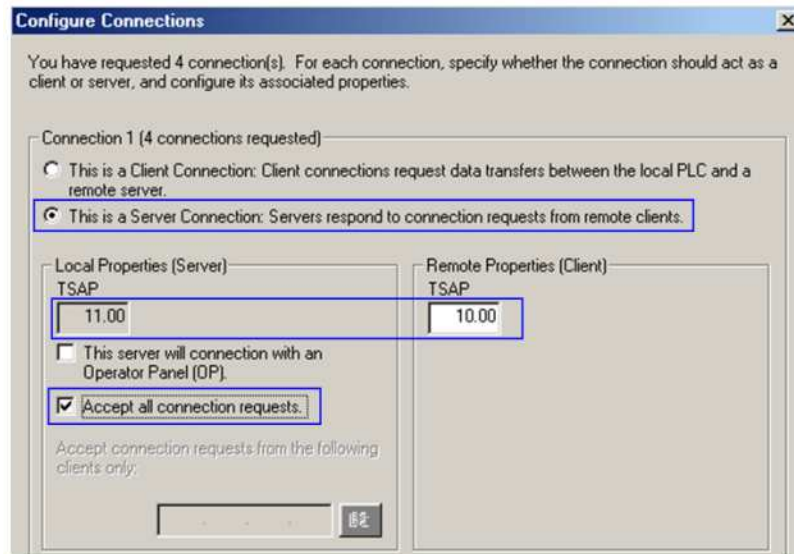 Configure Connections
You have requested 4 connection(s). For each connection, specify whether the connection should act as a
client or server, and configure its associated properties.
Connection 1 (4 connections requested)
This is a Client Connection: Client connections request data transfers between the local PLC and a
remote server.
This is a Server Connection: Servers respond to connection requests from remote clients.
Local Properties (Server)
TSAP
11.00
This server will connection with an
Operator Panel (OP).
Accept all connection requests.
Accept connection requests from the following
clients only:
Remote Properties (Client)
TSAP
10.00